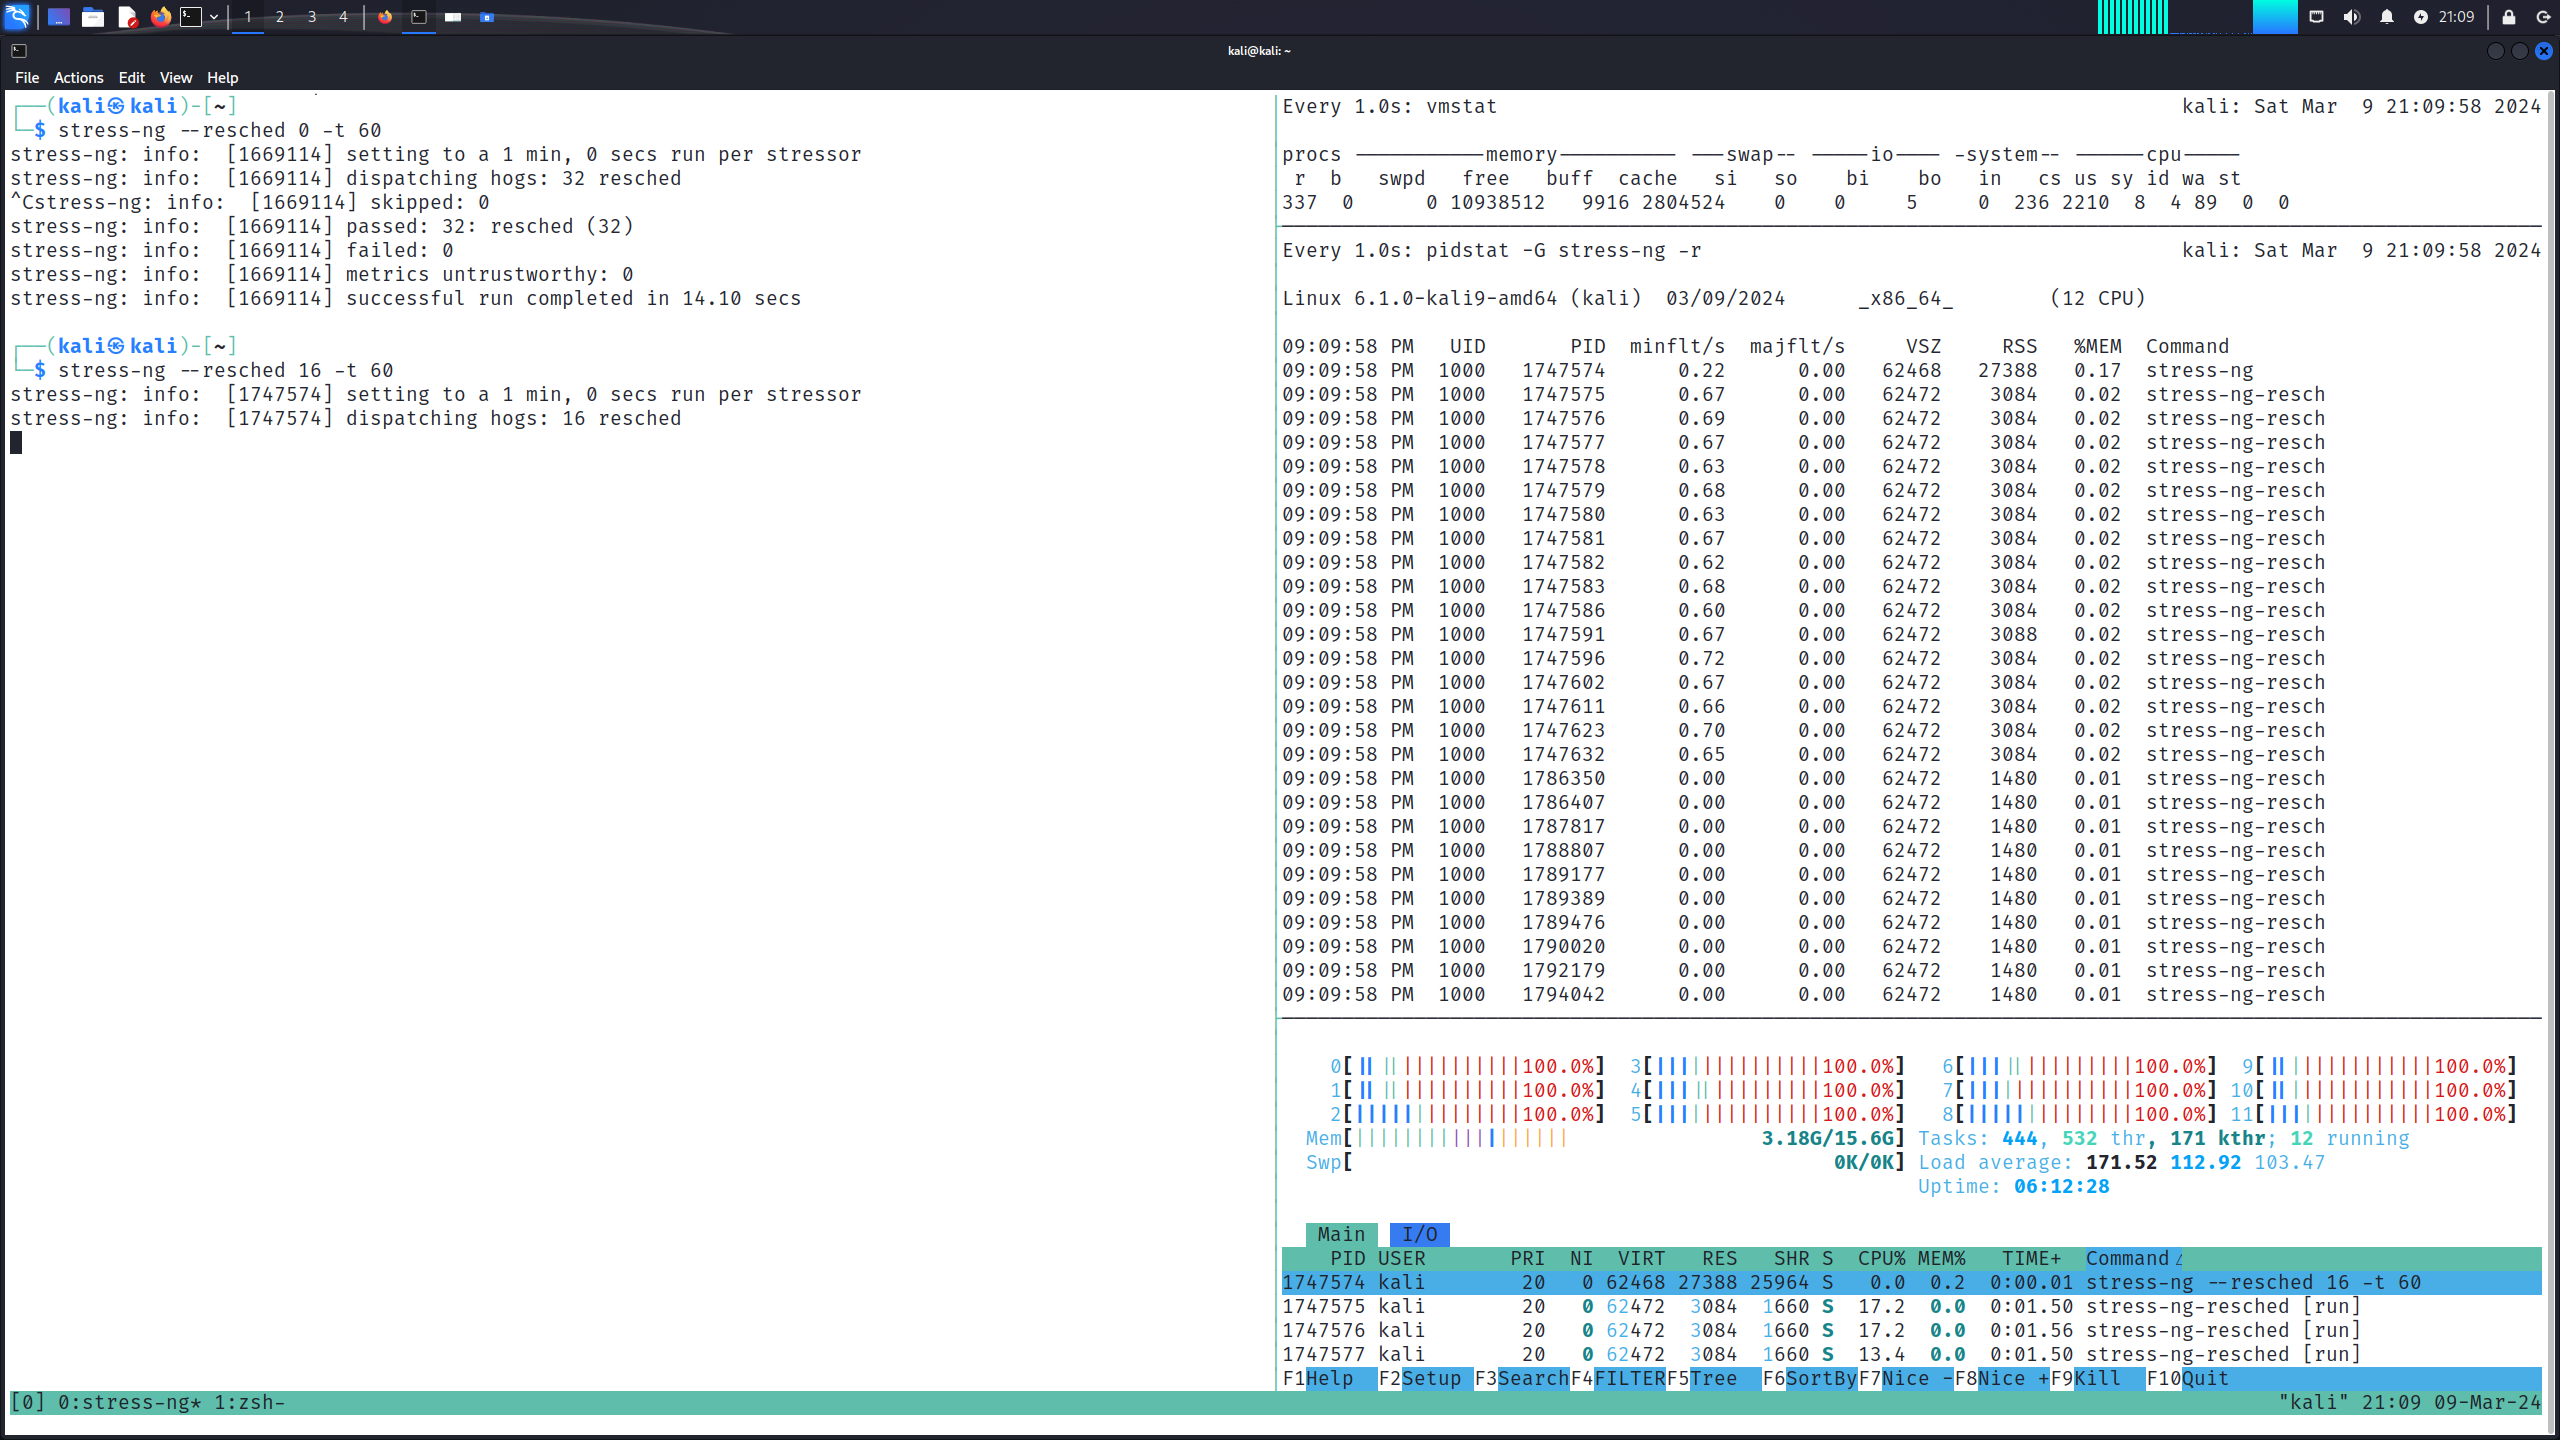 1 2 3 4 21:09
kali@kali: ~
File Actions Edit View Help
┌──(kali㉿kali)-[~]
└─$ stress-ng --resched 0 -t 60
stress-ng: info:  [1669114] setting to a 1 min, 0 secs run per stressor
stress-ng: info:  [1669114] dispatching hogs: 32 resched
^Cstress-ng: info:  [1669114] skipped: 0
stress-ng: info:  [1669114] passed: 32: resched (32)
stress-ng: info:  [1669114] failed: 0
stress-ng: info:  [1669114] metrics untrustworthy: 0
stress-ng: info:  [1669114] successful run completed in 14.10 secs
┌──(kali㉿kali)-[~]
└─$ stress-ng --resched 16 -t 60
stress-ng: info:  [1747574] setting to a 1 min, 0 secs run per stressor
stress-ng: info:  [1747574] dispatching hogs: 16 resched
Every 1.0s: vmstat kali: Sat Mar  9 21:09:58 2024
procs -----------memory---------- ---swap-- -----io---- -system-- ------cpu-----
r b swpd free buff cache si so bi bo in cs us sy id wa st
337 0 0 10938512 9916 2804524 0 0 5 0 236 2210 8 4 89 0 0
Every 1.0s: pidstat -G stress-ng -r kali: Sat Mar  9 21:09:58 2024
Linux 6.1.0-kali9-amd64 (kali) 03/09/2024 _x86_64_ (12 CPU)
09:09:58 PM UID PID minflt/s majflt/s VSZ RSS %MEM Command
09:09:58 PM 1000 1747574 0.22 0.00 62468 27388 0.17 stress-ng
09:09:58 PM 1000 1747575 0.67 0.00 62472 3084 0.02 stress-ng-resch
09:09:58 PM 1000 1747576 0.69 0.00 62472 3084 0.02 stress-ng-resch
09:09:58 PM 1000 1747577 0.67 0.00 62472 3084 0.02 stress-ng-resch
09:09:58 PM 1000 1747578 0.63 0.00 62472 3084 0.02 stress-ng-resch
09:09:58 PM 1000 1747579 0.68 0.00 62472 3084 0.02 stress-ng-resch
09:09:58 PM 1000 1747580 0.63 0.00 62472 3084 0.02 stress-ng-resch
09:09:58 PM 1000 1747581 0.67 0.00 62472 3084 0.02 stress-ng-resch
09:09:58 PM 1000 1747582 0.62 0.00 62472 3084 0.02 stress-ng-resch
09:09:58 PM 1000 1747583 0.68 0.00 62472 3084 0.02 stress-ng-resch
09:09:58 PM 1000 1747586 0.60 0.00 62472 3084 0.02 stress-ng-resch
09:09:58 PM 1000 1747591 0.67 0.00 62472 3088 0.02 stress-ng-resch
09:09:58 PM 1000 1747596 0.72 0.00 62472 3084 0.02 stress-ng-resch
09:09:58 PM 1000 1747602 0.67 0.00 62472 3084 0.02 stress-ng-resch
09:09:58 PM 1000 1747611 0.66 0.00 62472 3084 0.02 stress-ng-resch
09:09:58 PM 1000 1747623 0.70 0.00 62472 3084 0.02 stress-ng-resch
09:09:58 PM 1000 1747632 0.65 0.00 62472 3084 0.02 stress-ng-resch
09:09:58 PM 1000 1786350 0.00 0.00 62472 1480 0.01 stress-ng-resch
09:09:58 PM 1000 1786407 0.00 0.00 62472 1480 0.01 stress-ng-resch
09:09:58 PM 1000 1787817 0.00 0.00 62472 1480 0.01 stress-ng-resch
09:09:58 PM 1000 1788807 0.00 0.00 62472 1480 0.01 stress-ng-resch
09:09:58 PM 1000 1789177 0.00 0.00 62472 1480 0.01 stress-ng-resch
09:09:58 PM 1000 1789389 0.00 0.00 62472 1480 0.01 stress-ng-resch
09:09:58 PM 1000 1789476 0.00 0.00 62472 1480 0.01 stress-ng-resch
09:09:58 PM 1000 1790020 0.00 0.00 62472 1480 0.01 stress-ng-resch
09:09:58 PM 1000 1792179 0.00 0.00 62472 1480 0.01 stress-ng-resch
09:09:58 PM 1000 1794042 0.00 0.00 62472 1480 0.01 stress-ng-resch
0[||||||||||||||100.0%] 3[||||||||||||||100.0%] 6[||||||||||||||100.0%] 9[||||||||||||||100.0%]
1[||||||||||||||100.0%] 4[||||||||||||||100.0%] 7[||||||||||||||100.0%] 10[||||||||||||||100.0%]
2[||||||||||||||100.0%] 5[||||||||||||||100.0%] 8[||||||||||||||100.0%] 11[||||||||||||||100.0%]
Mem[|||||||||||||||||| 3.18G/15.6G] Tasks: 444, 532 thr, 171 kthr; 12 running
Swp[ 0K/0K] Load average: 171.52 112.92 103.47
Uptime: 06:12:28
Main I/O
PID USER PRI NI VIRT RES SHR S CPU% MEM% TIME+ Command△
1747574 kali 20 0 62468 27388 25964 S 0.0 0.2 0:00.01 stress-ng --resched 16 -t 60
1747575 kali 20 0 62472 3084 1660 S 17.2 0.0 0:01.50 stress-ng-resched [run]
1747576 kali 20 0 62472 3084 1660 S 17.2 0.0 0:01.56 stress-ng-resched [run]
1747577 kali 20 0 62472 3084 1660 S 13.4 0.0 0:01.50 stress-ng-resched [run]
F1Help F2Setup F3SearchF4FILTERF5Tree F6SortByF7Nice -F8Nice +F9Kill F10Quit
[0] 0:stress-ng* 1:zsh- "kali" 21:09 09-Mar-24